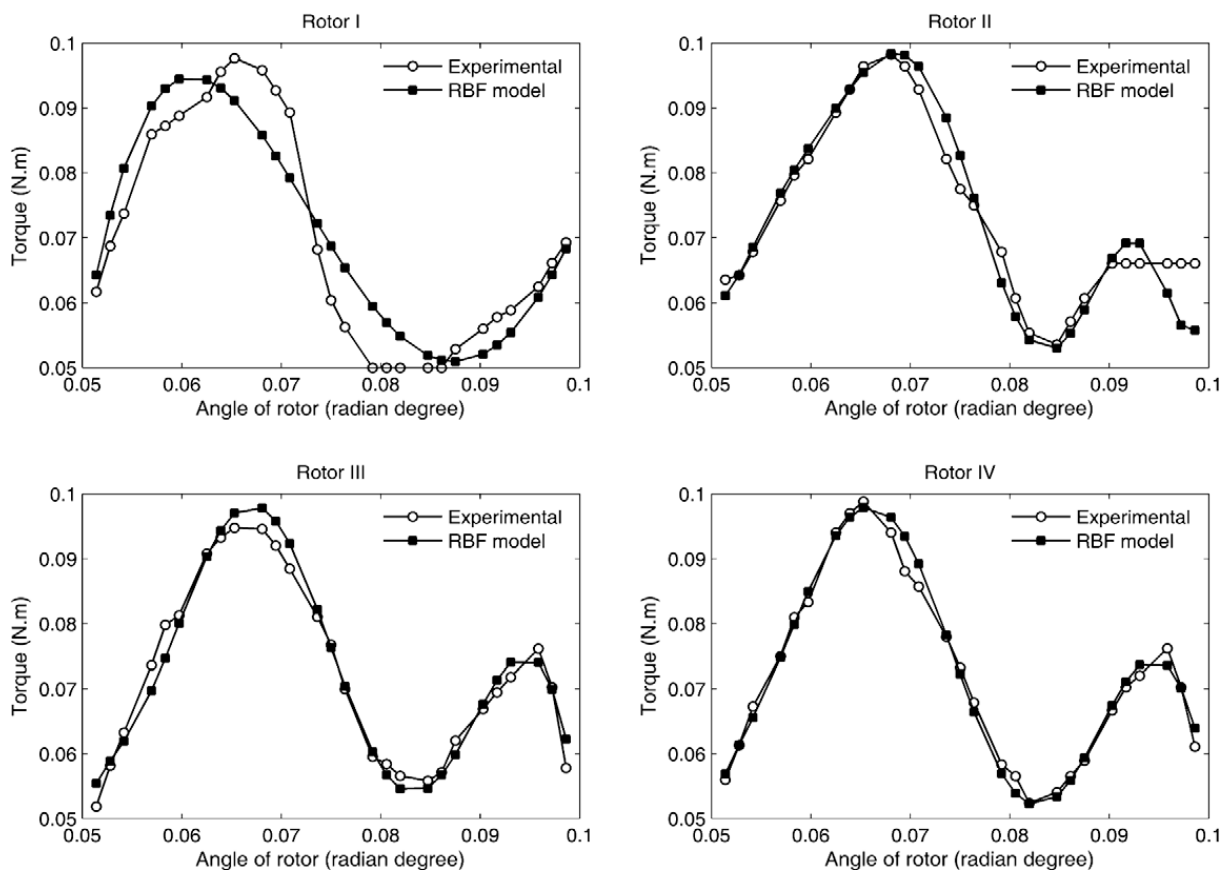 Rotor I
0.1
0.09
0.08
0.07
0.06
0.05
Torque (N.m)
Experimental
RBF model
0.05 0.06 0.07 0.08 0.09 0.1
Angle of rotor (radian degree)
Rotor II
0.1
0.09
0.08
0.07
0.06
0.05
Torque (N.m)
Experimental
RBF model
0.05 0.06 0.07 0.08 0.09 0.1
Angle of rotor (radian degree)
Rotor III
0.1
0.09
0.08
0.07
0.06
0.05
Torque (N.m)
Experimental
RBF model
0.05 0.06 0.07 0.08 0.09 0.1
Angle of rotor (radian degree)
Rotor IV
0.1
0.09
0.08
0.07
0.06
0.05
Torque (N.m)
Experimental
RBF model
0.05 0.06 0.07 0.08 0.09 0.1
Angle of rotor (radian degree)